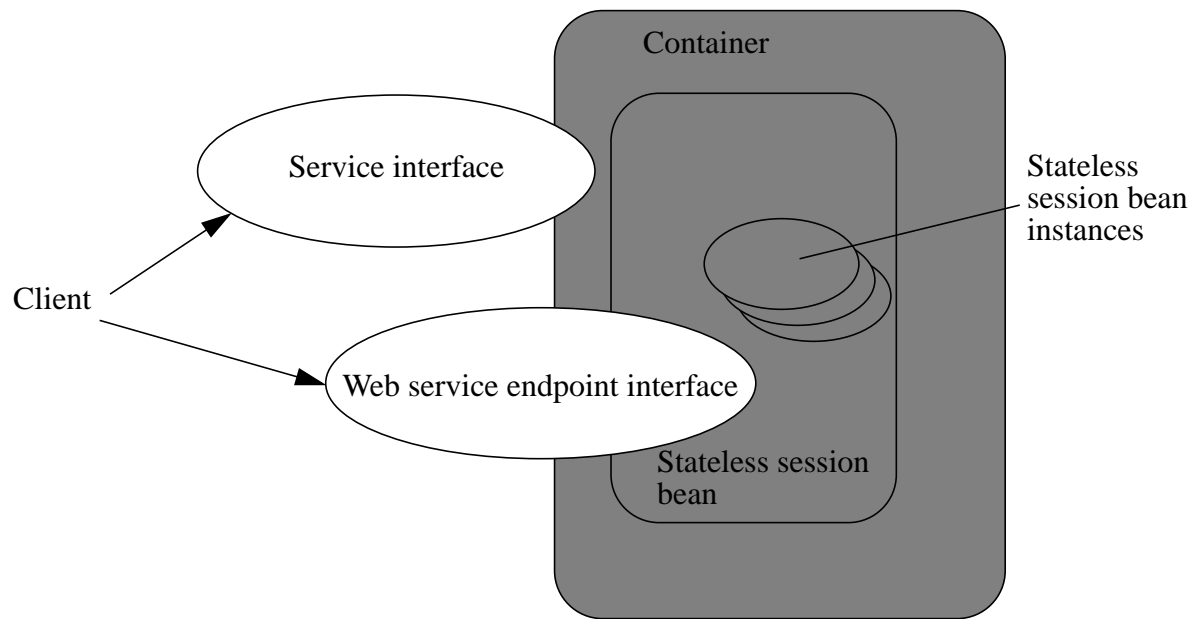 Container
Service interface
Stateless
session bean
instances
Client
Web service endpoint interface
Stateless session
bean